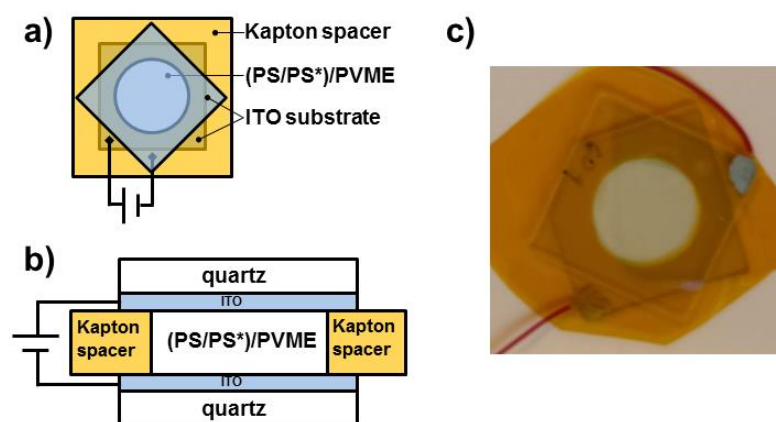 a)
Kapton spacer
(PS/PS*)/PVME
ITO substrate
b)
quartz
ITO
Kapton
spacer
(PS/PS*)/PVME
Kapton
spacer
ITO
quartz
c)